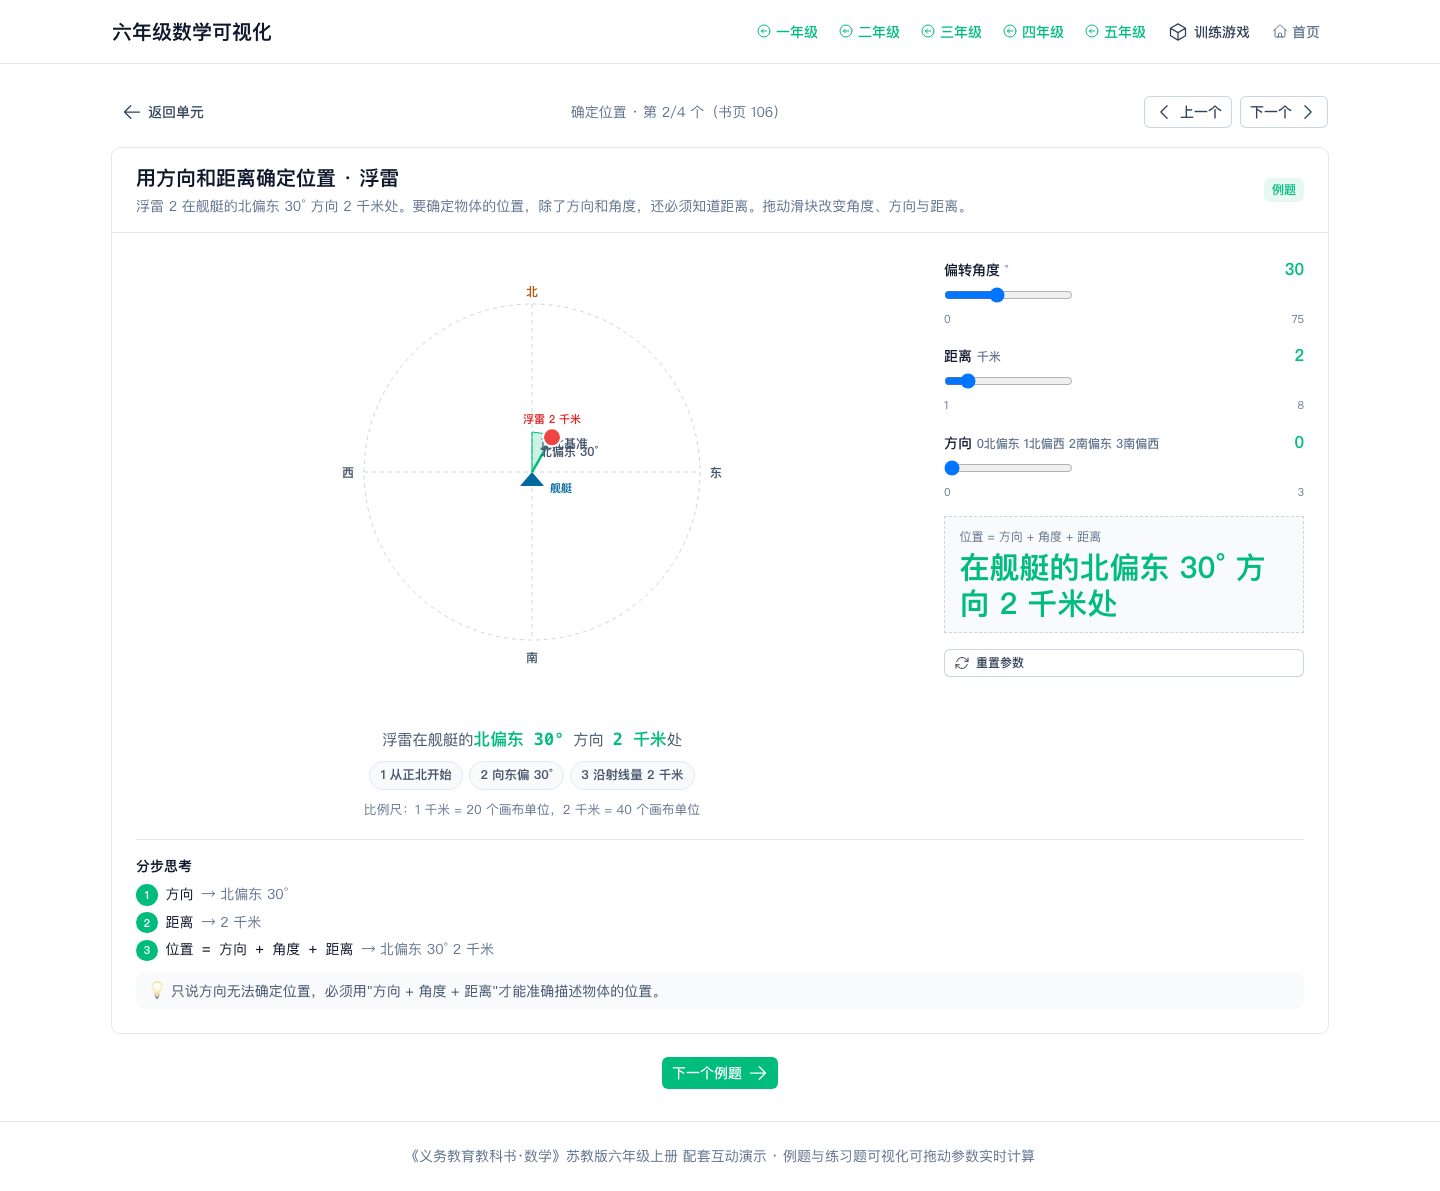 六年级数学可视化
一年级 二年级 三年级 四年级 五年级 训练游戏 首页
返回单元
确定位置 · 第 2/4 个（书页 106）
上一个 下一个
用方向和距离确定位置 · 浮雷
例题
浮雷 2 在舰艇的北偏东 30° 方向 2 千米处。要确定物体的位置，除了方向和角度，还必须知道距离。拖动滑块改变角度、方向与距离。
北
浮雷 2 千米
北基准
北偏东 30°
西
东
舰艇
南
偏转角度 ° 30
0 75
距离 千米 2
1 8
方向 0北偏东 1北偏西 2南偏东 3南偏西 0
0 3
位置 = 方向 + 角度 + 距离
在舰艇的北偏东 30° 方
向 2 千米处
重置参数
浮雷在舰艇的北偏东 30° 方向 2 千米处
1 从正北开始 2 向东偏 30° 3 沿射线量 2 千米
比例尺：1 千米 = 20 个画布单位，2 千米 = 40 个画布单位
分步思考
1 方向 → 北偏东 30°
2 距离 → 2 千米
3 位置 = 方向 + 角度 + 距离 → 北偏东 30° 2 千米
💡 只说方向无法确定位置，必须用"方向 + 角度 + 距离"才能准确描述物体的位置。
下一个例题 →
《义务教育教科书·数学》苏教版六年级上册 配套互动演示 · 例题与练习题可视化可拖动参数实时计算